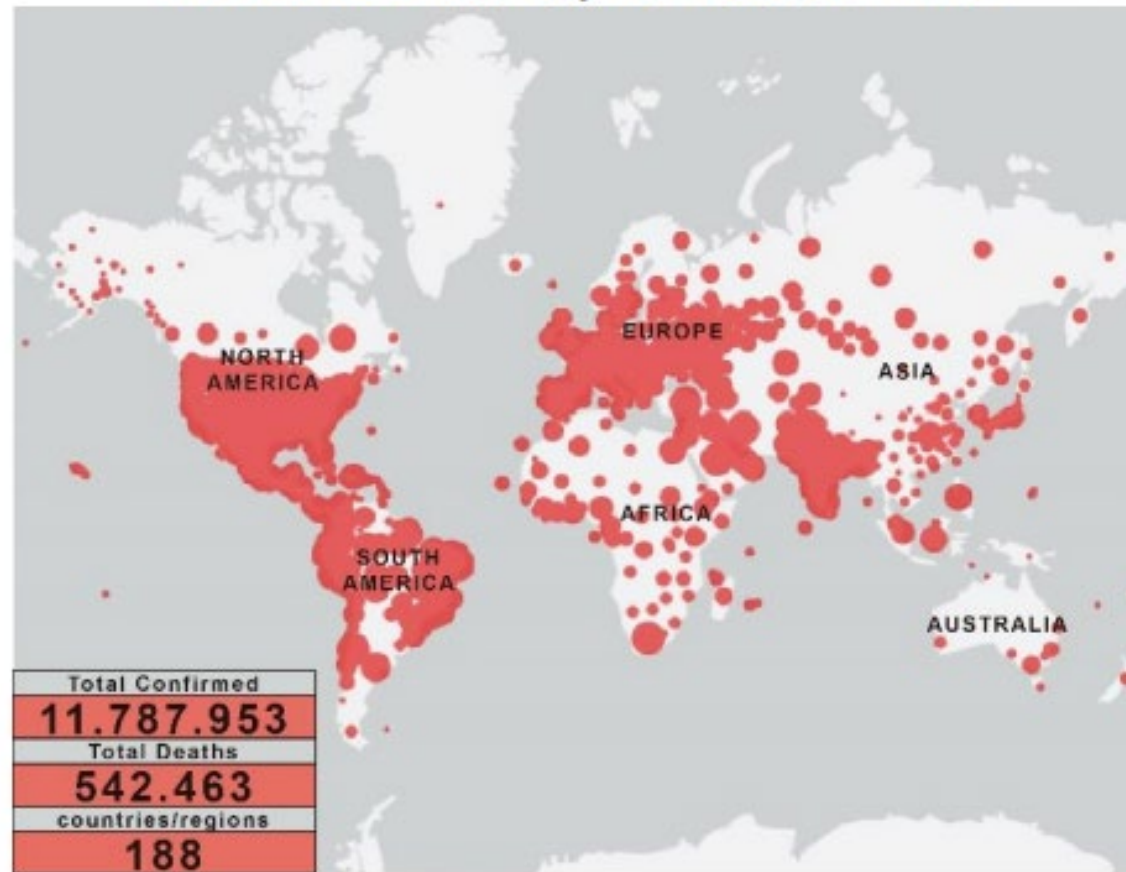 NORTH
AMERICA
EUROPE
ASIA
AFRICA
SOUTH
AMERICA
AUSTRALIA
Total Confirmed
11.787.953
Total Deaths
542.463
countries/regions
188